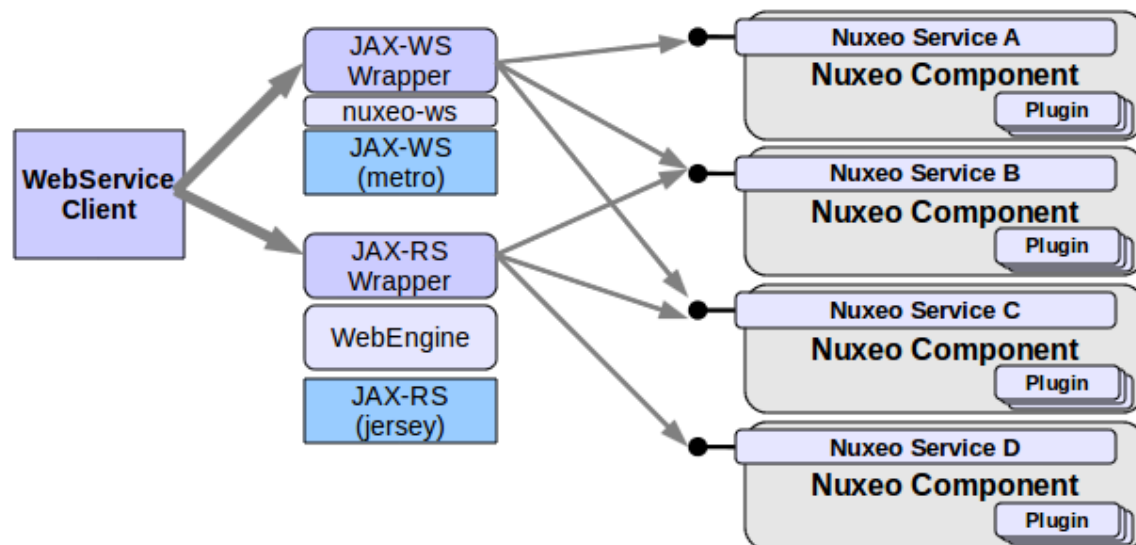 WebService
Client
JAX-WS
Wrapper
nuxeo-ws
JAX-WS
(metro)
JAX-RS
Wrapper
WebEngine
JAX-RS
(jersey)
Nuxeo Service A
Nuxeo Component
Plugin
Nuxeo Service B
Nuxeo Component
Plugin
Nuxeo Service C
Nuxeo Component
Plugin
Nuxeo Service D
Nuxeo Component
Plugin